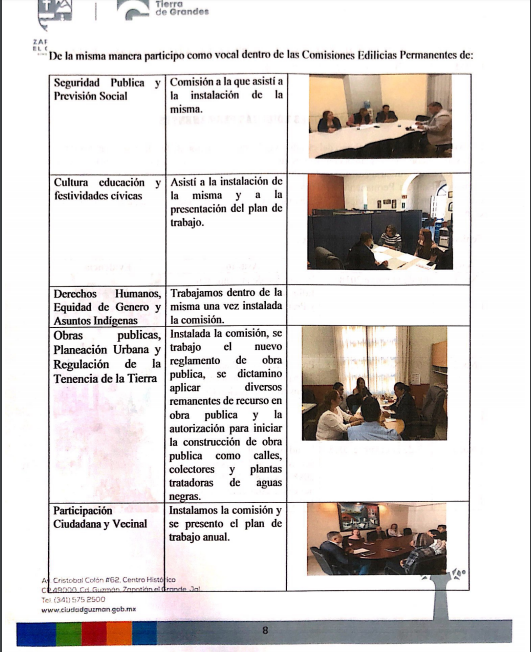 Tierra
de Grandes
De la misma manera participo como vocal dentro de las Comisiones Edilicias Permanentes de:
Seguridad Publica y
Previsión Social
Comisión a la que asistí a
la instalación de la
misma.
Cultura educación y
festividades cívicas
Asistí a la instalación de
la misma y a la
presentación del plan de
trabajo.
Derechos Humanos,
Equidad de Genero y
Asuntos Indígenas
Trabajamos dentro de la
misma una vez instalada
la comisión.
Obras publicas,
Planeación Urbana y
Regulación de la
Tenencia de la Tierra
Instalada la comisión, se
trabajo el nuevo
reglamento de obra
publica, se dictamino
aplicar diversos
remanentes de recurso en
obra publica y la
autorización para iniciar
la construcción de obra
publica como calles,
colectores y plantas
tratadoras de aguas
negras.
Participación
Ciudadana y Vecinal
Instalamos la comisión y
se presento el plan de
trabajo anual.
Av. Cristobal Colón #62, Centro Histórico
CP.49000, Cd. Guzmán, Zapotlán el Grande, Jal.
Tel: (341) 575 2500
www.ciudadguzman.gob.mx
8